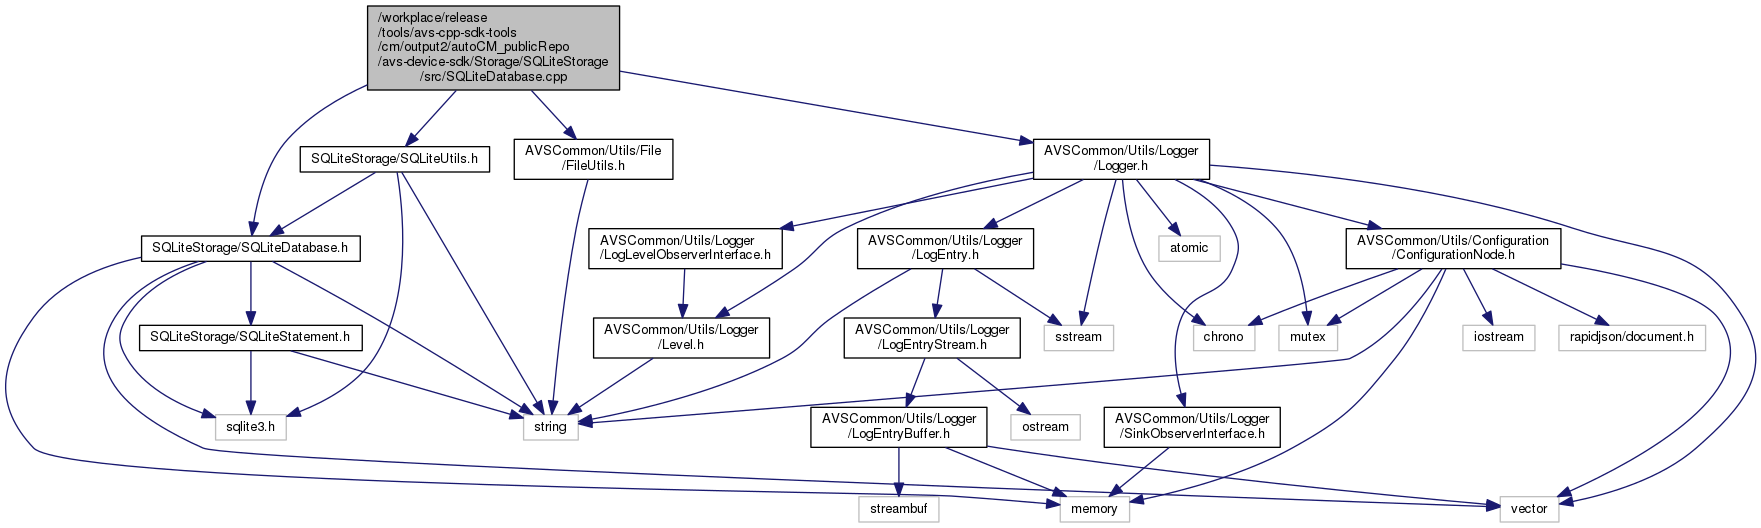 /workplace/release
/tools/avs-cpp-sdk-tools
/cm/output2/autoCM_publicRepo
/avs-device-sdk/Storage/SQLiteStorage
/src/SQLiteDatabase.cpp
SQLiteStorage/SQLiteUtils.h
AVSCommon/Utils/File
/FileUtils.h
AVSCommon/Utils/Logger
/Logger.h
SQLiteStorage/SQLiteDatabase.h
AVSCommon/Utils/Logger
/LogLevelObserverInterface.h
AVSCommon/Utils/Logger
/LogEntry.h
atomic
AVSCommon/Utils/Configuration
/ConfigurationNode.h
SQLiteStorage/SQLiteStatement.h
AVSCommon/Utils/Logger
/Level.h
AVSCommon/Utils/Logger
/LogEntryStream.h
sstream
chrono
mutex
iostream
rapidjson/document.h
sqlite3.h
string
AVSCommon/Utils/Logger
/LogEntryBuffer.h
ostream
AVSCommon/Utils/Logger
/SinkObserverInterface.h
streambuf
memory
vector